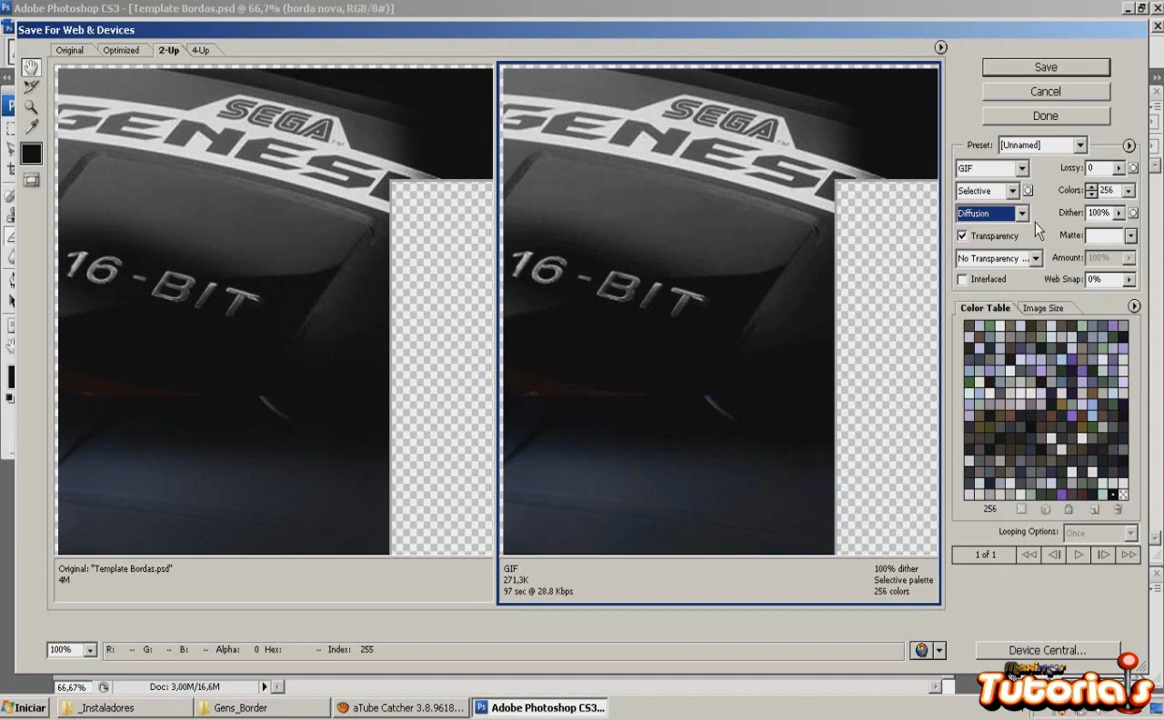 Adobe Photoshop CS3 - [Template Bordas.psd @ 66,7% (borda nova, RGB/8#)]
Save For Web & Devices
Original Optimized 2-Up 4-Up
Save
Cancel
Done
Preset: [Unnamed]
GIF Lossy: 0
Selective Colors: 256
Diffusion Dither: 100%
Transparency Matte:
No Transparency ... Amount: 100%
Interlaced Web Snap: 0%
Color Table Image Size
256
Looping Options: Once
1 of 1
SEGA
GENES
16-BIT
SEGA
GENES
16-BIT
Original: "Template Bordas.psd"
4M
GIF
271,3K
97 sec @ 28.8 Kbps
100% dither
Selective palette
256 colors
100% R: -- G: -- B: -- Alpha: 0 Hex: -- Index: 255
Device Central...
66,67% Doc: 3,00M/16,6M
Tutoria's
Iniciar _Instaladores Gens_Border aTube Catcher 3.8.9618... Adobe Photoshop CS3...